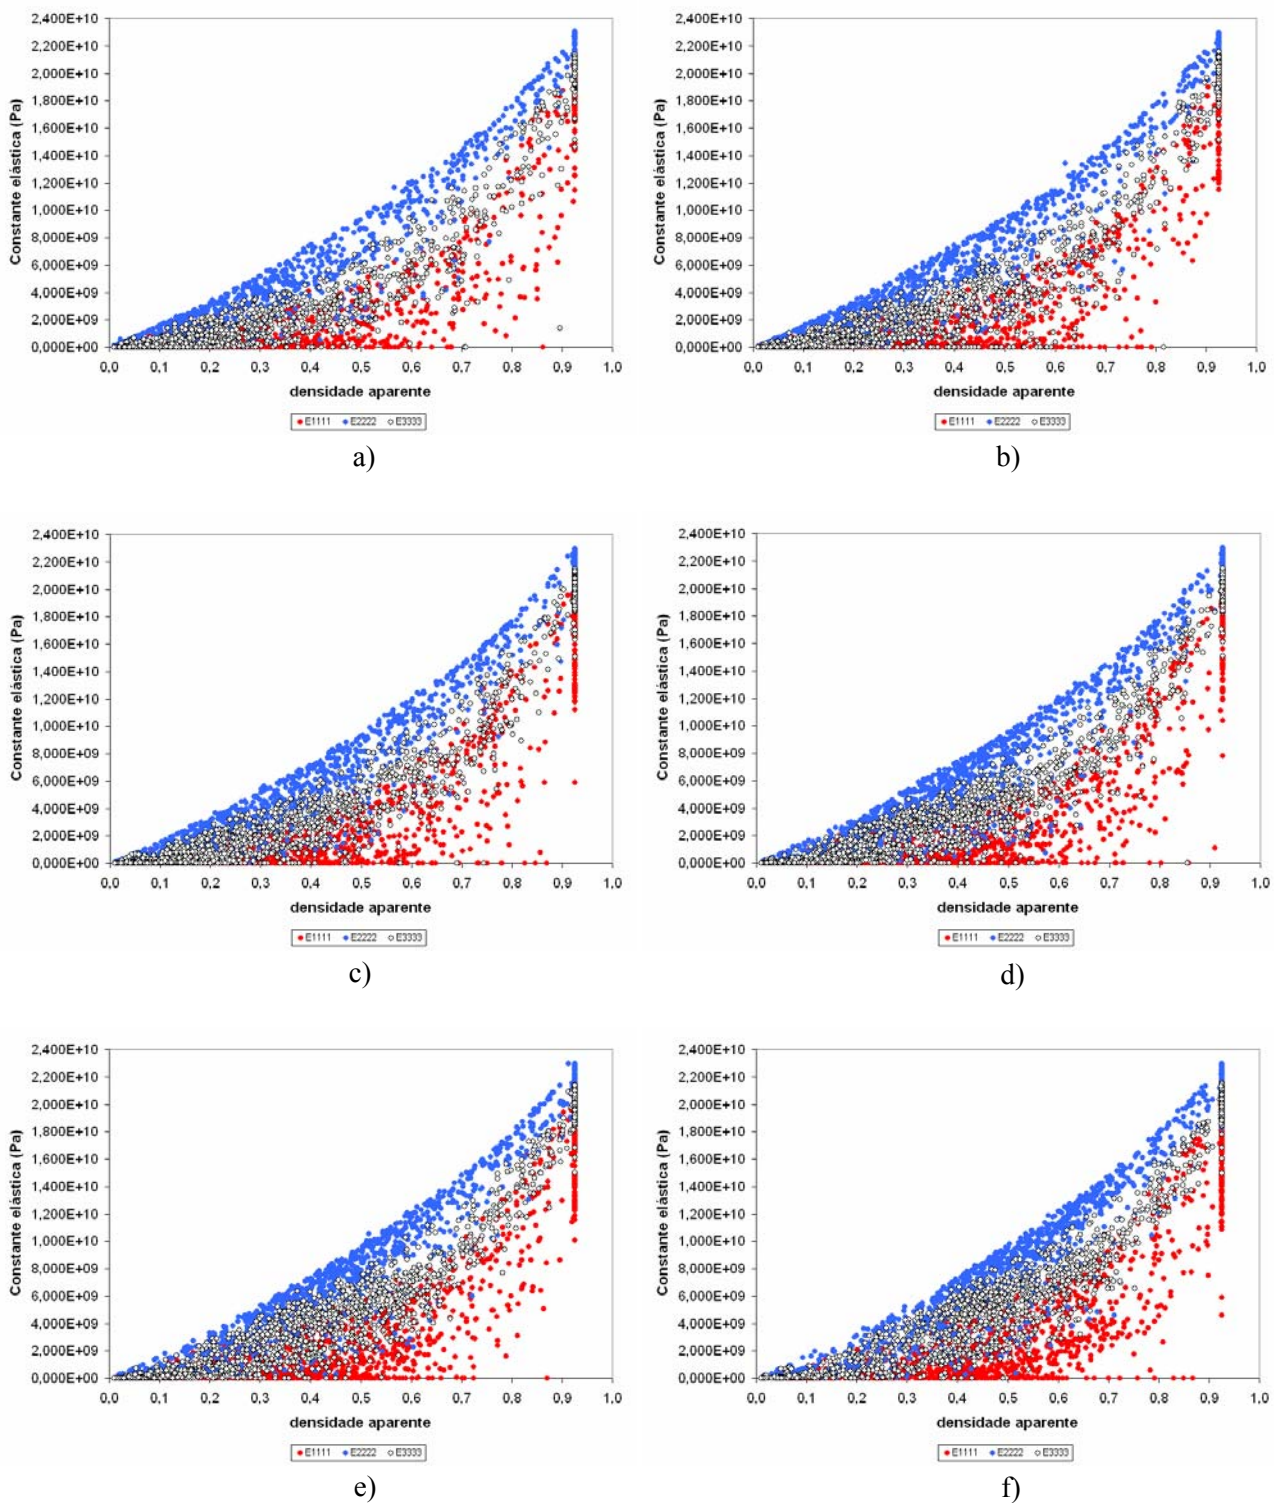 2,400E+10
2,200E+10
2,000E+10
1,800E+10
1,600E+10
1,400E+10
1,200E+10
1,000E+10
8,000E+09
6,000E+09
4,000E+09
2,000E+09
0,000E+00
Constante elástica (Pa)
0,0 0,1 0,2 0,3 0,4 0,5 0,6 0,7 0,8 0,9 1,0
densidade aparente
E1111 E2222 E3333
a)
2,400E+10
2,200E+10
2,000E+10
1,800E+10
1,600E+10
1,400E+10
1,200E+10
1,000E+10
8,000E+09
6,000E+09
4,000E+09
2,000E+09
0,000E+00
Constante elástica (Pa)
0,0 0,1 0,2 0,3 0,4 0,5 0,6 0,7 0,8 0,9 1,0
densidade aparente
E1111 E2222 E3333
b)
2,400E+10
2,200E+10
2,000E+10
1,800E+10
1,600E+10
1,400E+10
1,200E+10
1,000E+10
8,000E+09
6,000E+09
4,000E+09
2,000E+09
0,000E+00
Constante elástica (Pa)
0,0 0,1 0,2 0,3 0,4 0,5 0,6 0,7 0,8 0,9 1,0
densidade aparente
E1111 E2222 E3333
c)
2,400E+10
2,200E+10
2,000E+10
1,800E+10
1,600E+10
1,400E+10
1,200E+10
1,000E+10
8,000E+09
6,000E+09
4,000E+09
2,000E+09
0,000E+00
Constante elástica (Pa)
0,0 0,1 0,2 0,3 0,4 0,5 0,6 0,7 0,8 0,9 1,0
densidade aparente
E1111 E2222 E3333
d)
2,400E+10
2,200E+10
2,000E+10
1,800E+10
1,600E+10
1,400E+10
1,200E+10
1,000E+10
8,000E+09
6,000E+09
4,000E+09
2,000E+09
0,000E+00
Constante elástica (Pa)
0,0 0,1 0,2 0,3 0,4 0,5 0,6 0,7 0,8 0,9 1,0
densidade aparente
E1111 E2222 E3333
e)
2,400E+10
2,200E+10
2,000E+10
1,800E+10
1,600E+10
1,400E+10
1,200E+10
1,000E+10
8,000E+09
6,000E+09
4,000E+09
2,000E+09
0,000E+00
Constante elástica (Pa)
0,0 0,1 0,2 0,3 0,4 0,5 0,6 0,7 0,8 0,9 1,0
densidade aparente
E1111 E2222 E3333
f)